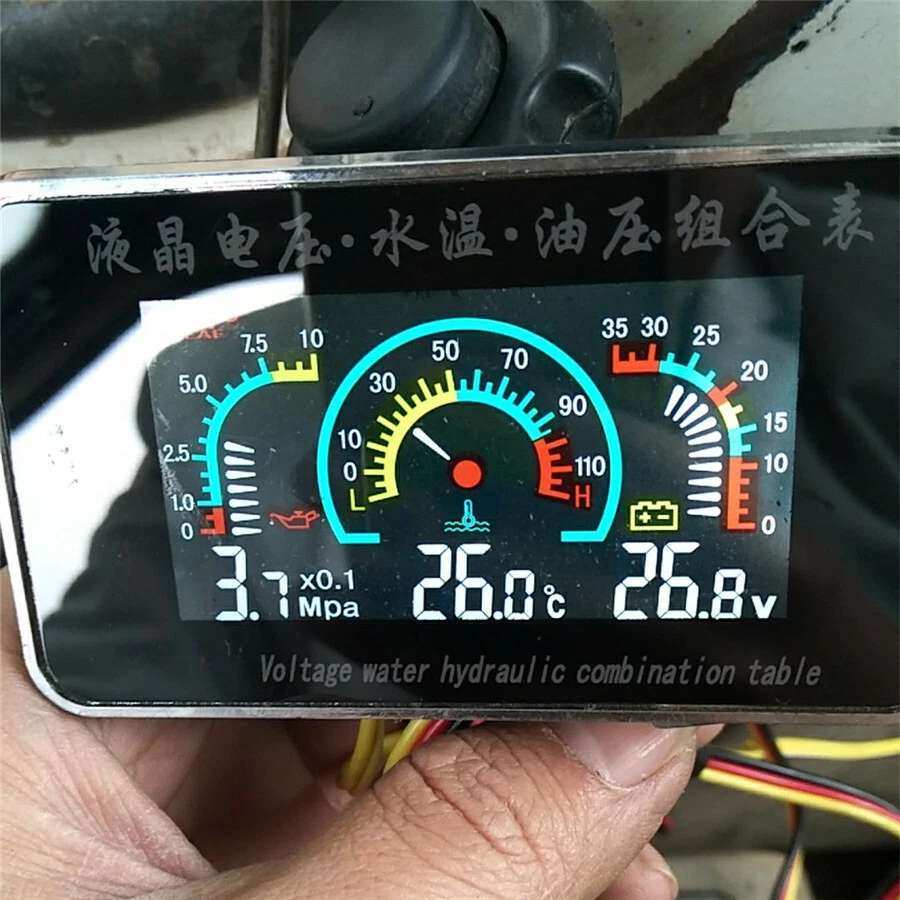 液晶电压·水温·油压组合表
10
7.5
5.0
2.5
1.0
0
50
70
30
90
10
0
110
L
H
35 30
25
20
15
10
0
3.7 x0.1 Mpa
26.0 °C
26.8 v
Voltage water hydraulic combination table